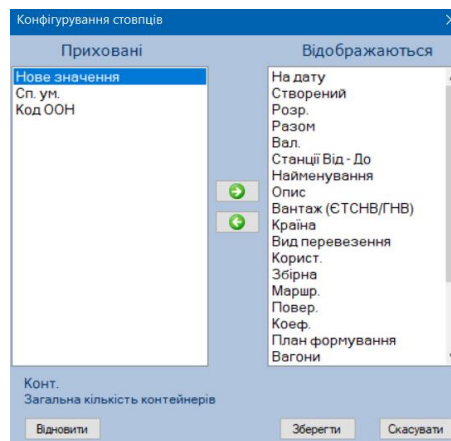 Конфігурування стовпців
Приховані
Відображаються
Нове значення
Сп. ум.
Код ООН
На дату
Створений
Розр.
Разом
Вал.
Станції Від - До
Найменування
Опис
Вантаж (ЄТСНВ/ГНВ)
Країна
Вид перевезення
Корист.
Збірна
Маршр.
Повер.
Коеф.
План формування
Вагони
Конт.
Загальна кількість контейнерів
Відновити
Зберегти
Скасувати